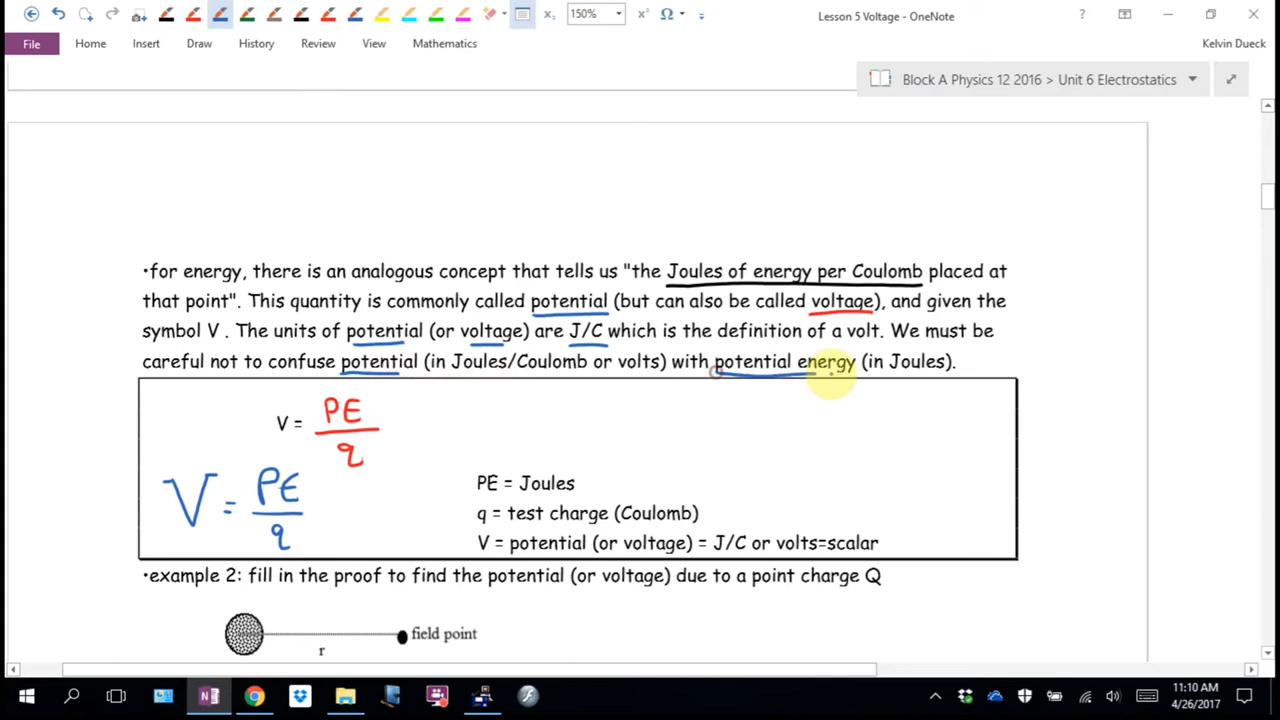 150%
Lesson 5 Voltage - OneNote
?
File Home Insert Draw History Review View Mathematics
Kelvin Dueck
Block A Physics 12 2016 > Unit 6 Electrostatics
•for energy, there is an analogous concept that tells us "the Joules of energy per Coulomb placed at
that point". This quantity is commonly called potential (but can also be called voltage), and given the
symbol V . The units of potential (or voltage) are J/C which is the definition of a volt. We must be
careful not to confuse potential (in Joules/Coulomb or volts) with potential energy (in Joules).
V = PE/q
V = PE/q
PE = Joules
q = test charge (Coulomb)
V = potential (or voltage) = J/C or volts=scalar
•example 2: fill in the proof to find the potential (or voltage) due to a point charge Q
field point
r
11:10 AM
4/26/2017